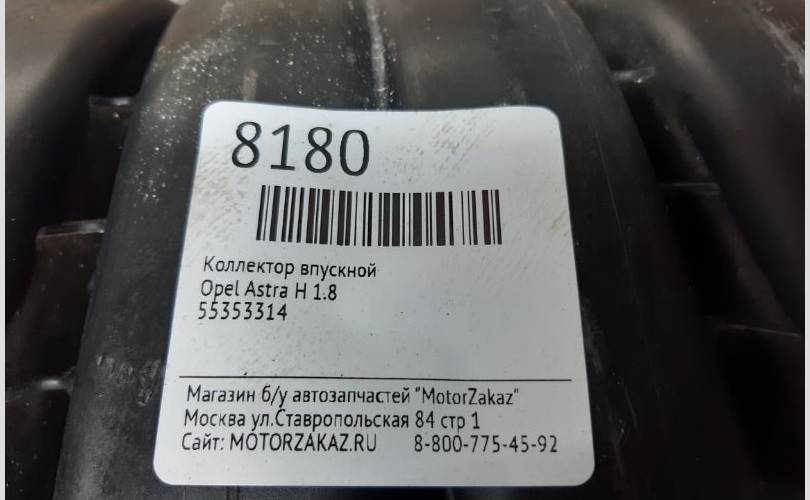 8180
Коллектор впускной
Opel Astra H 1.8
55353314
Магазин б/у автозапчастей "MotorZakaz"
Москва ул.Ставропольская 84 стр 1
Сайт: MOTORZAKAZ.RU 8-800-775-45-92